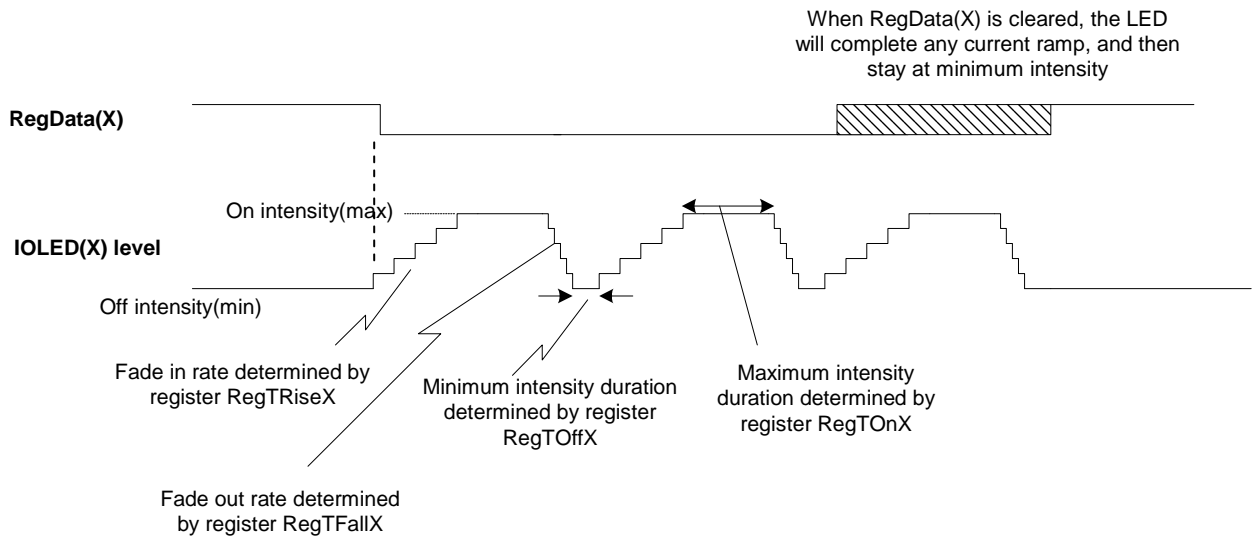 When RegData(X) is cleared, the LED
will complete any current ramp, and then
stay at minimum intensity
RegData(X)
On intensity(max)
IOLED(X) level
Off intensity(min)
Fade in rate determined by
register RegTRiseX
Minimum intensity duration
determined by register
RegTOffX
Maximum intensity
duration determined by
register RegTOnX
Fade out rate determined
by register RegTFallX